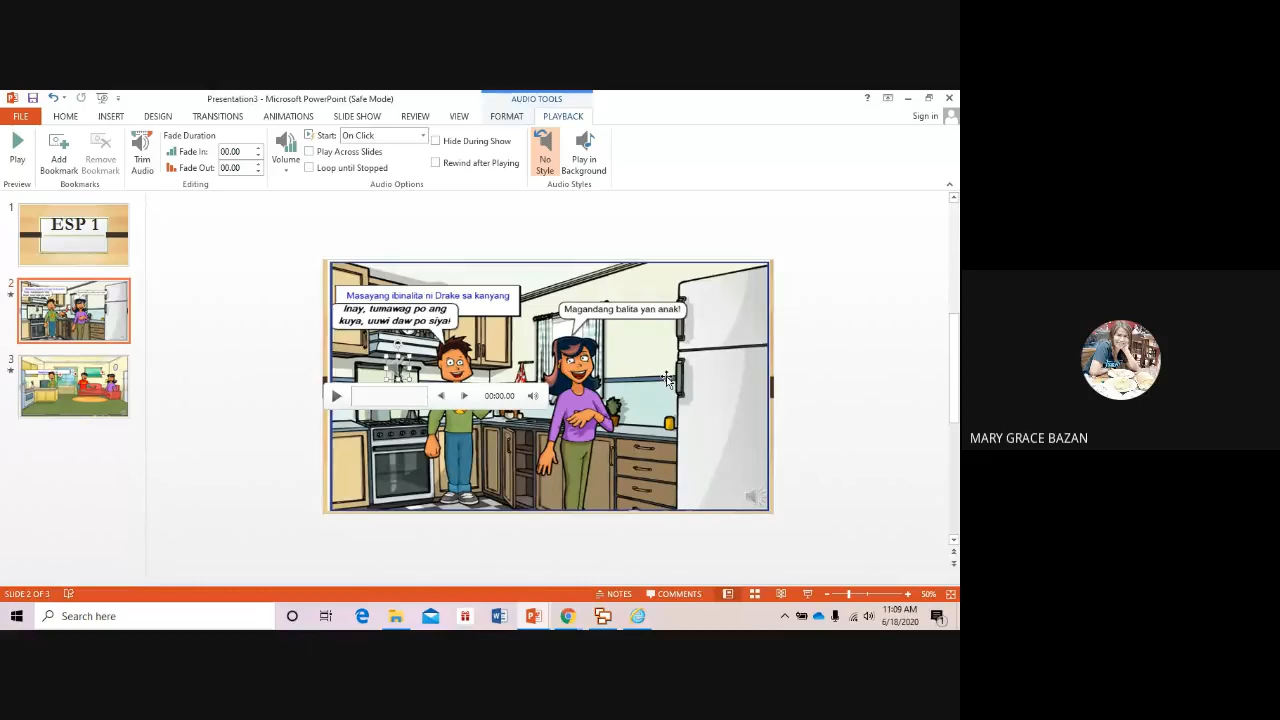 Presentation3 - Microsoft PowerPoint (Safe Mode)
AUDIO TOOLS
?
FILE
HOME
INSERT
DESIGN
TRANSITIONS
ANIMATIONS
SLIDE SHOW
REVIEW
VIEW
FORMAT
PLAYBACK
Sign in
Play
Preview
Add
Bookmark
Remove
Bookmark
Bookmarks
Trim
Audio
Fade Duration
Fade In: 00.00
Fade Out: 00.00
Editing
Volume
Start: On Click
Play Across Slides
Loop until Stopped
Hide During Show
Rewind after Playing
Audio Options
No
Style
Play in
Background
Audio Styles
1
ESP 1
2
3
Masayang ibinalita ni Drake sa kanyang
Inay, tumawag po ang
kuya, uuwi daw po siya!
Magandang balita yan anak!
00:00.00
MARY GRACE BAZAN
SLIDE 2 OF 3
NOTES
COMMENTS
50%
Search here
11:09 AM
6/18/2020
1